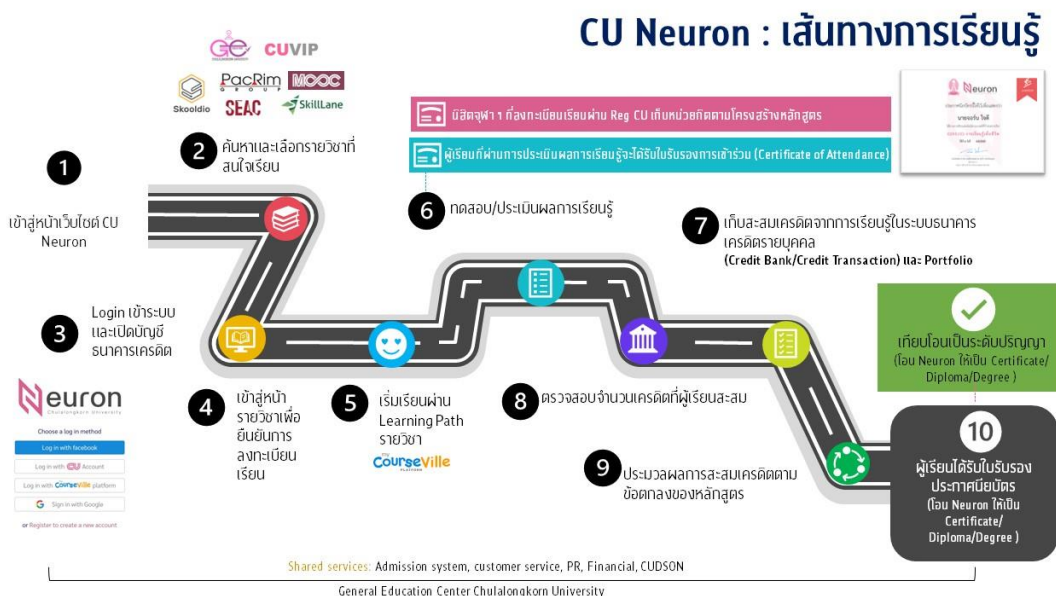 CU Neuron : เส้นทางการเรียนรู้
GE
CUVIP
Skooldio
PacRim
GROUP
MOOC
SEAC
SkillLane
1
เข้าสู่หน้าเว็บไซต์ CU
Neuron
2
ค้นหาและเลือกรายวิชาที่
สนใจเรียน
นิสิตจุฬา ฯ ที่ลงทะเบียนเรียนผ่าน Reg CU เก็บหน่วยกิตตามโครงสร้างหลักสูตร
ผู้เรียนที่ผ่านการประเมินผลการเรียนรู้จะได้รับใบรับรองการเข้าร่วม (Certificate of Attendance)
Neuron
6
ทดสอบ/ประเมินผลการเรียนรู้
7
เก็บสะสมเครดิตจากการเรียนรู้ในระบบธนาคาร
เครดิตรายบุคคล
(Credit Bank/Credit Transaction) และ Portfolio
3
Login เข้าระบบ
และเปิดบัญชี
ธนาคารเครดิต
Neuron
Chulalongkorn University
Choose a log in method
Log in with facebook
Log in with CU Account
Log in with CourseVille platform
Sign in with Google
or Register to create a new account
4
เข้าสู่หน้า
รายวิชาเพื่อ
ยืนยันการ
ลงทะเบียน
เรียน
5
เริ่มเรียนผ่าน
Learning Path
รายวิชา
my
CourseVille
PLATFORM
8
ตรวจสอบจำนวนเครดิตที่ผู้เรียนสะสม
9
ประมวลผลการสะสมเครดิตตาม
ข้อตกลงของหลักสูตร
เทียบโอนเป็นระดับปริญญา
(โอน Neuron ให้เป็น Certificate/
Diploma/Degree )
10
ผู้เรียนได้รับใบรับรอง
ประกาศนียบัตร
(โอน Neuron ให้เป็น
Certificate/
Diploma/Degree )
Shared services: Admission system, customer service, PR, Financial, CUDSON
General Education Center Chulalongkorn University